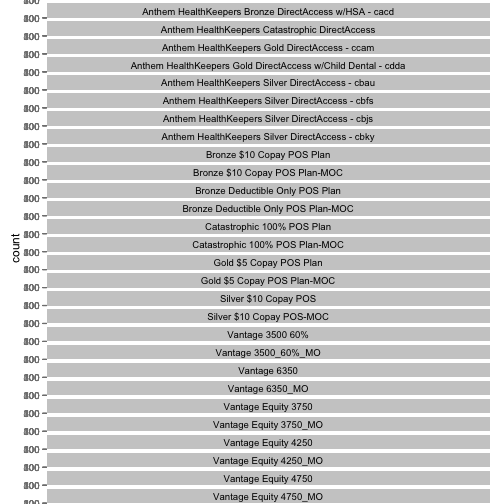 Anthem HealthKeepers Bronze DirectAccess w/HSA - cacd
Anthem HealthKeepers Catastrophic DirectAccess
Anthem HealthKeepers Gold DirectAccess - ccam
Anthem HealthKeepers Gold DirectAccess w/Child Dental - cdda
Anthem HealthKeepers Silver DirectAccess - cbau
Anthem HealthKeepers Silver DirectAccess - cbfs
Anthem HealthKeepers Silver DirectAccess - cbjs
Anthem HealthKeepers Silver DirectAccess - cbky
Bronze $10 Copay POS Plan
Bronze $10 Copay POS Plan-MOC
Bronze Deductible Only POS Plan
Bronze Deductible Only POS Plan-MOC
Catastrophic 100% POS Plan
Catastrophic 100% POS Plan-MOC
count
Gold $5 Copay POS Plan
Gold $5 Copay POS Plan-MOC
Silver $10 Copay POS
Silver $10 Copay POS-MOC
Vantage 3500 60%
Vantage 3500_60%_MO
Vantage 6350
Vantage 6350_MO
Vantage Equity 3750
Vantage Equity 3750_MO
Vantage Equity 4250
Vantage Equity 4250_MO
Vantage Equity 4750
Vantage Equity 4750_MO